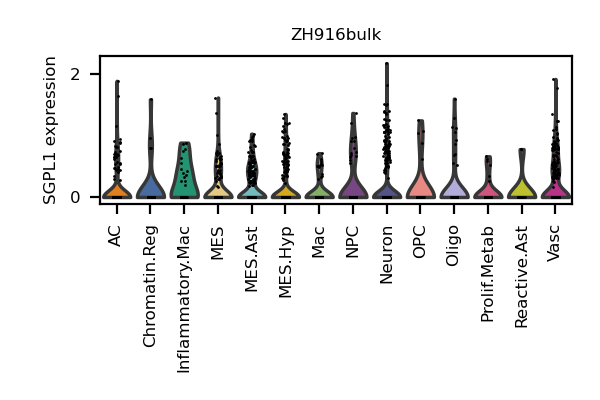 ZH916bulk
SGPL1 expression
2
0
AC
Chromatin.Reg
Inflammatory.Mac
MES
MES.Ast
MES.Hyp
Mac
NPC
Neuron
OPC
Oligo
Prolif.Metab
Reactive.Ast
Vasc